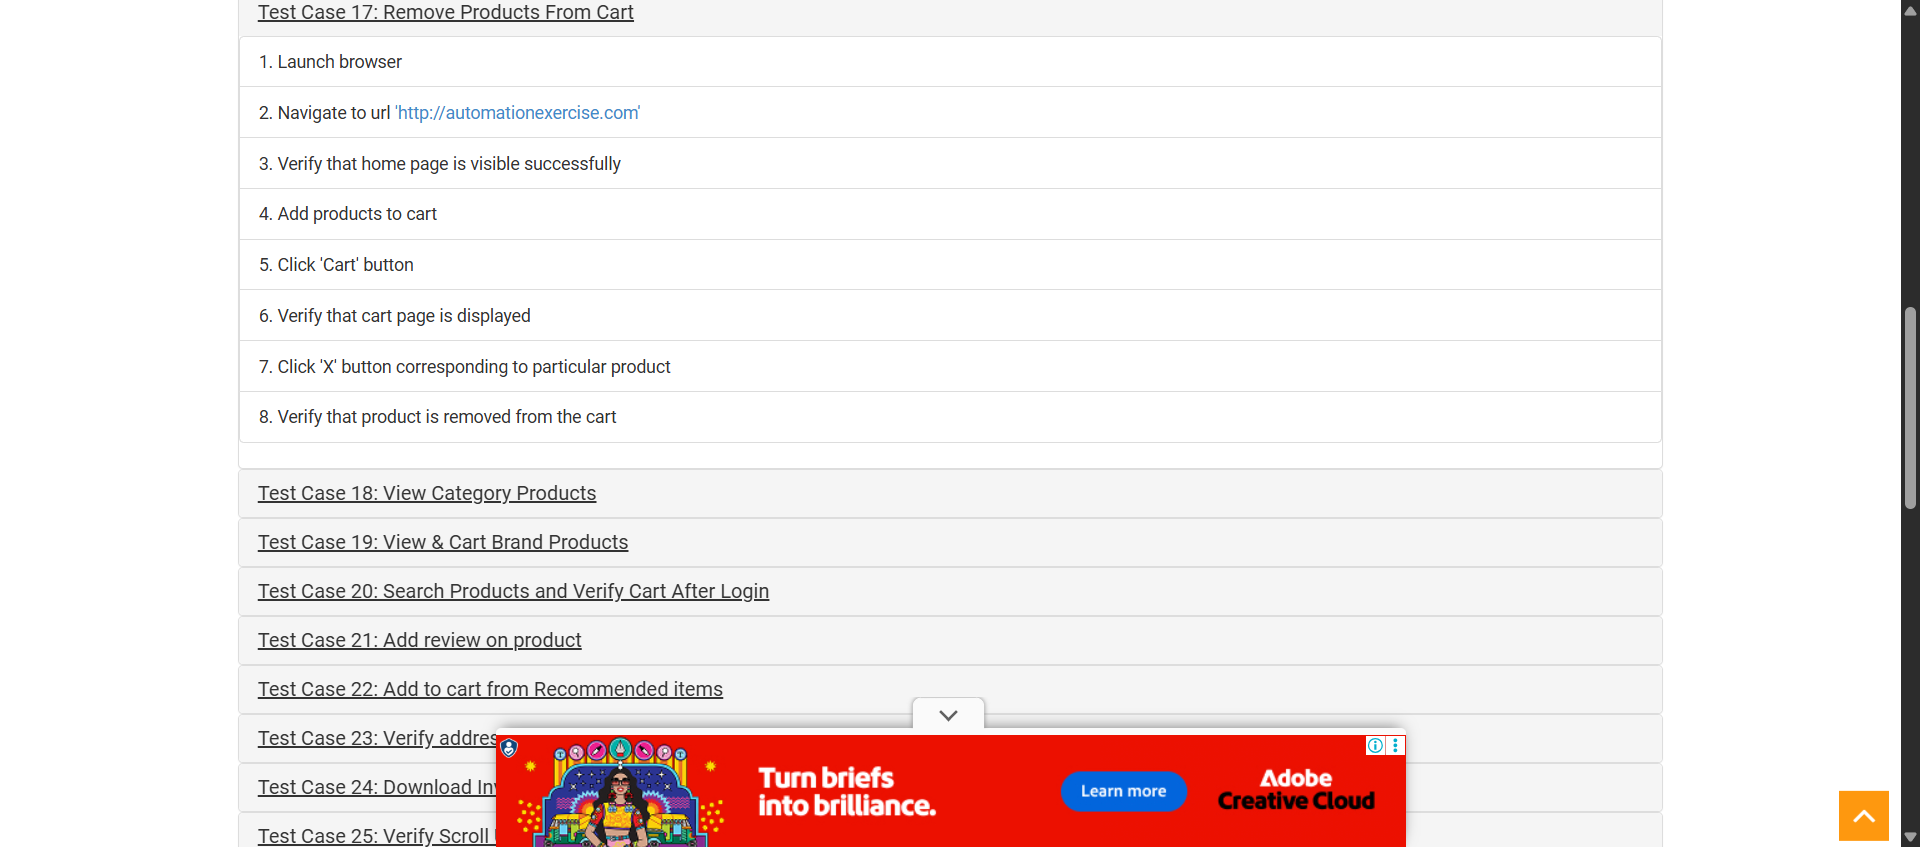 Test Case 17: Remove Products From Cart
1. Launch browser
2. Navigate to url 'http://automationexercise.com'
3. Verify that home page is visible successfully
4. Add products to cart
5. Click 'Cart' button
6. Verify that cart page is displayed
7. Click 'X' button corresponding to particular product
8. Verify that product is removed from the cart
Test Case 18: View Category Products
Test Case 19: View & Cart Brand Products
Test Case 20: Search Products and Verify Cart After Login
Test Case 21: Add review on product
Test Case 22: Add to cart from Recommended items
Test Case 23: Verify addres
Test Case 24: Download In
Test Case 25: Verify Scroll
Turn briefs
into brilliance.
Learn more
Adobe
Creative Cloud